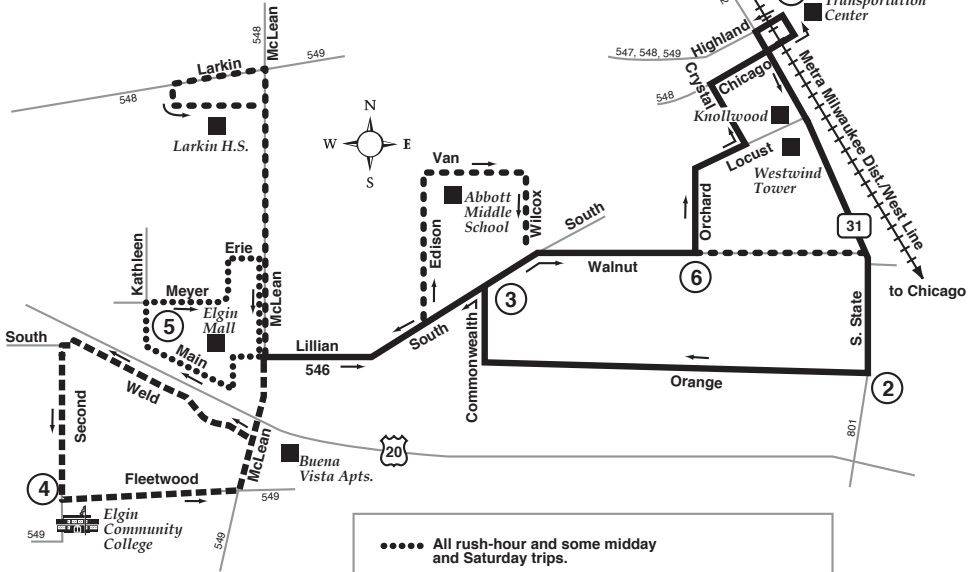 Transportation
Center
Highland
547, 548, 549
548
McLean
549
Larkin
548
Larkin H.S.
N
W
E
S
Crystal
Chicago
548
Knollwood
Locust
Westwind
Tower
Metra Milwaukee Dist./West Line
to Chicago
31
Van
Abbott
Middle
School
Wilcox
Edison
South
Orchard
Walnut
6
3
Kathleen
Erie
Meyer
5
Elgin
Mall
Main
McLean
Lillian
546
South
Commonwealth
Orange
S. State
2
801
South
Weld
Second
McLean
20
Buena
Vista Apts.
Fleetwood
4
549
549
549
Elgin
Community
College
All rush-hour and some midday
and Saturday trips.